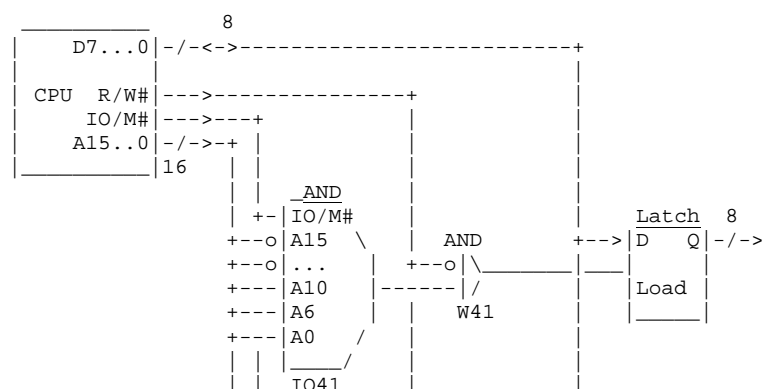 8
D7...0|-/-<->--------------------------+
CPU R/W#|--->---------------+
IO/M#|--->---+
A15..0|-/->-+
16
_AND
+-|IO/M#
Latch 8
+--o|A15 \ | AND +-->|D Q|-/->
+--o|... | +--o|\
+---|A10 |------|/ |Load |
+---|A6 | | W41
+---|A0 /
IO41